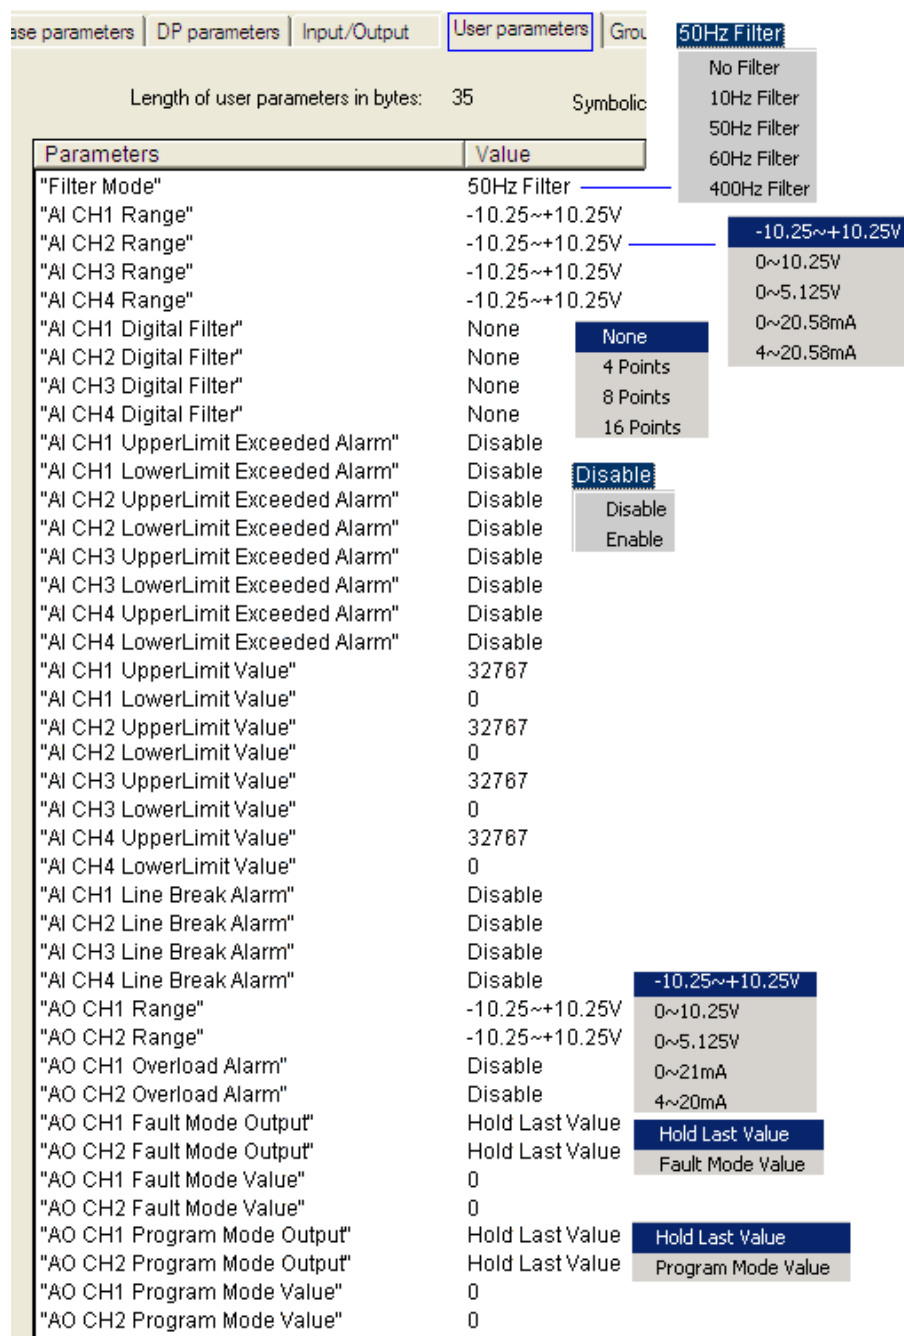 ase parameters DP parameters Input/Output User parameters Grou
Length of user parameters in bytes: 35 Symbolic
Parameters Value
"Filter Mode" 50Hz Filter
"AI CH1 Range" -10.25~+10.25V
"AI CH2 Range" -10.25~+10.25V
"AI CH3 Range" -10.25~+10.25V
"AI CH4 Range" -10.25~+10.25V
"AI CH1 Digital Filter" None
"AI CH2 Digital Filter" None
"AI CH3 Digital Filter" None
"AI CH4 Digital Filter" None
"AI CH1 UpperLimit Exceeded Alarm" Disable
"AI CH1 LowerLimit Exceeded Alarm" Disable
"AI CH2 UpperLimit Exceeded Alarm" Disable
"AI CH2 LowerLimit Exceeded Alarm" Disable
"AI CH3 UpperLimit Exceeded Alarm" Disable
"AI CH3 LowerLimit Exceeded Alarm" Disable
"AI CH4 UpperLimit Exceeded Alarm" Disable
"AI CH4 LowerLimit Exceeded Alarm" Disable
"AI CH1 UpperLimit Value" 32767
"AI CH1 LowerLimit Value" 0
"AI CH2 UpperLimit Value" 32767
"AI CH2 LowerLimit Value" 0
"AI CH3 UpperLimit Value" 32767
"AI CH3 LowerLimit Value" 0
"AI CH4 UpperLimit Value" 32767
"AI CH4 LowerLimit Value" 0
"AI CH1 Line Break Alarm" Disable
"AI CH2 Line Break Alarm" Disable
"AI CH3 Line Break Alarm" Disable
"AI CH4 Line Break Alarm" Disable
"AO CH1 Range" -10.25~+10.25V
"AO CH2 Range" -10.25~+10.25V
"AO CH1 Overload Alarm" Disable
"AO CH2 Overload Alarm" Disable
"AO CH1 Fault Mode Output" Hold Last Value
"AO CH2 Fault Mode Output" Hold Last Value
"AO CH1 Fault Mode Value" 0
"AO CH2 Fault Mode Value" 0
"AO CH1 Program Mode Output" Hold Last Value
"AO CH2 Program Mode Output" Hold Last Value
"AO CH1 Program Mode Value" 0
"AO CH2 Program Mode Value" 0
50Hz Filter
No Filter
10Hz Filter
50Hz Filter
60Hz Filter
400Hz Filter
-10.25~+10.25V
0~10.25V
0~5.125V
0~20.58mA
4~20.58mA
None
4 Points
8 Points
16 Points
Disable
Disable
Enable
-10.25~+10.25V
0~10.25V
0~5.125V
0~21mA
4~20mA
Hold Last Value
Fault Mode Value
Hold Last Value
Program Mode Value